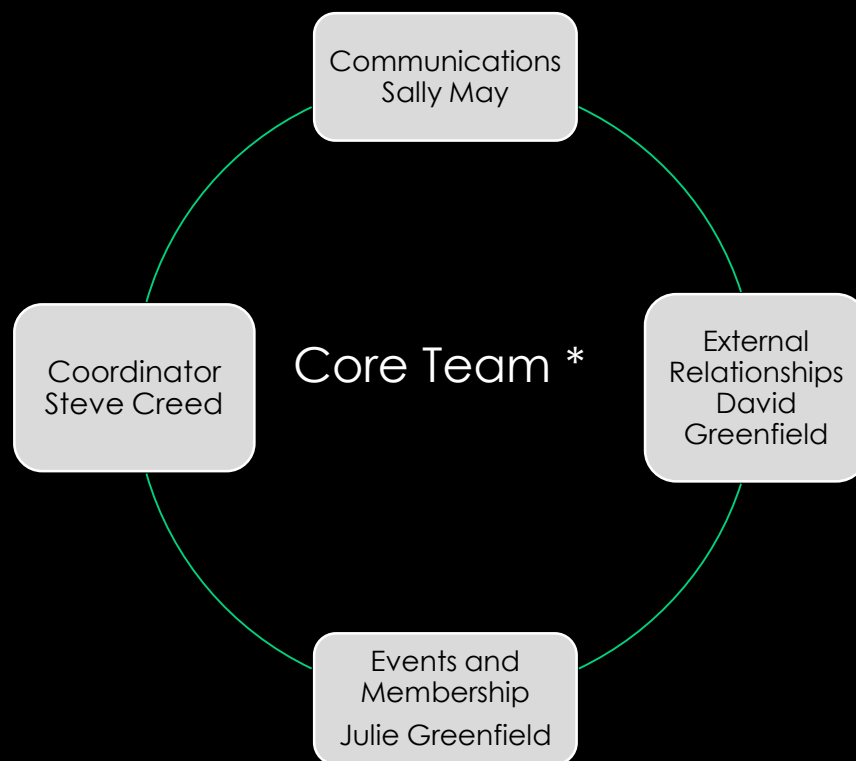 Communications
Sally May
Coordinator
Steve Creed
Core Team *
External
Relationships
David
Greenfield
Events and
Membership
Julie Greenfield